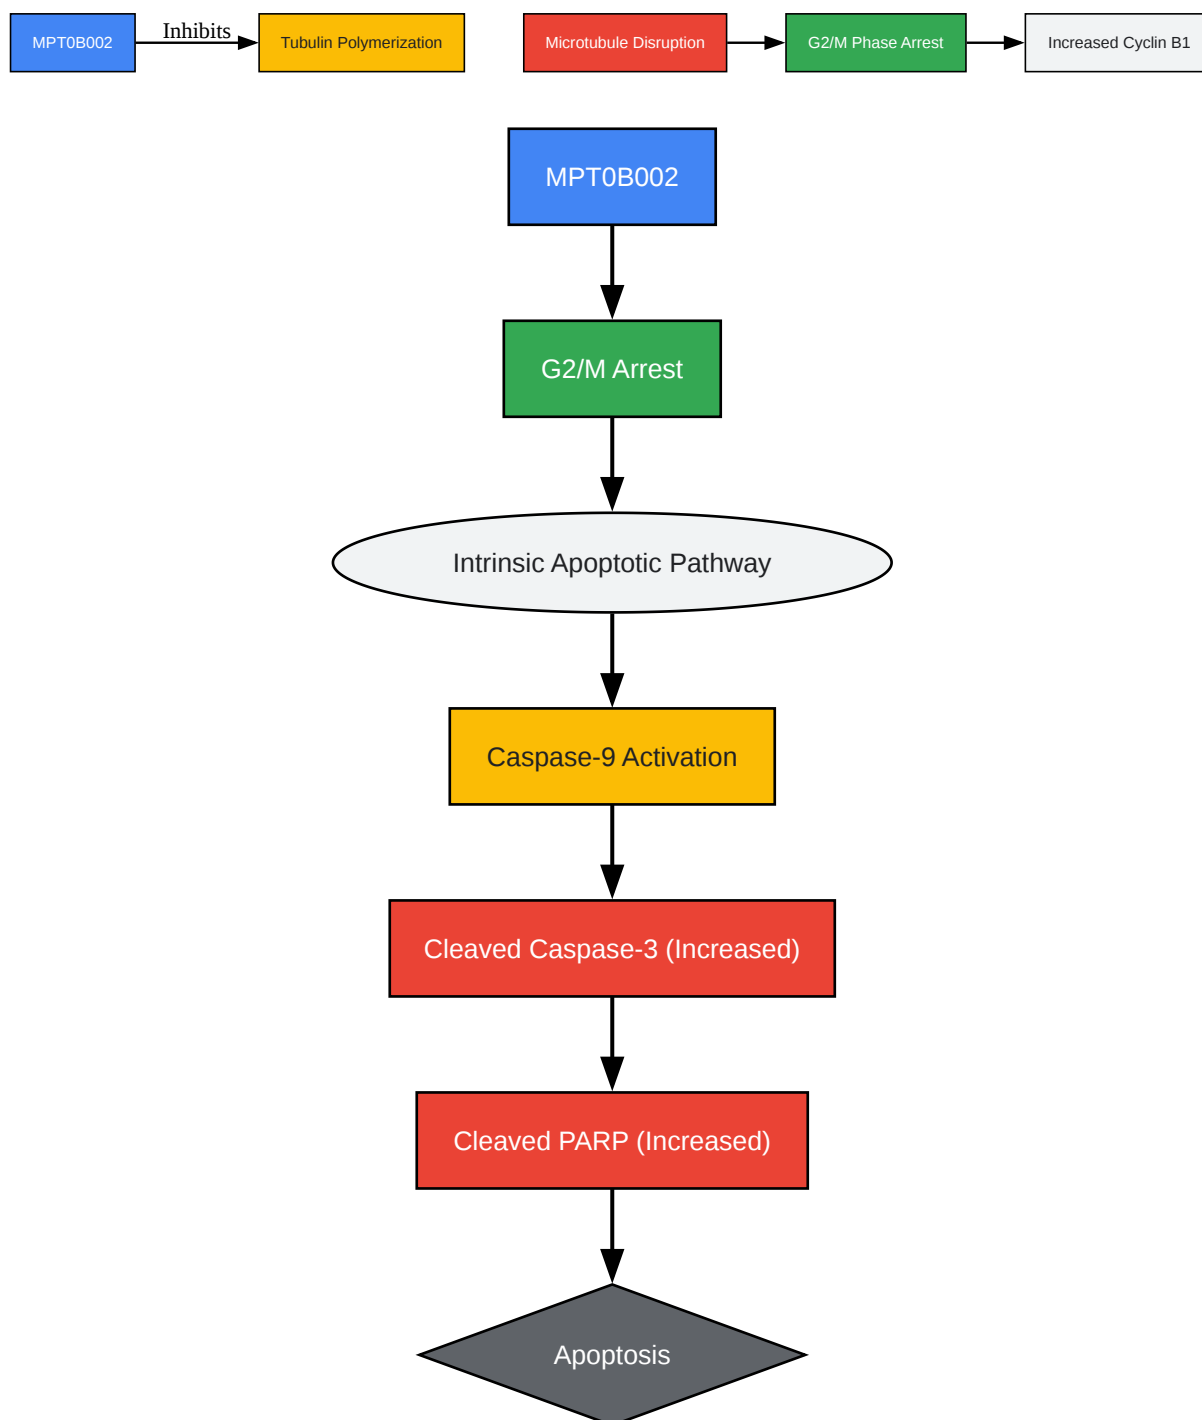 MPT0B002
Inhibits
Tubulin Polymerization
Microtubule Disruption
G2/M Phase Arrest
Increased Cyclin B1
MPT0B002
G2/M Arrest
Intrinsic Apoptotic Pathway
Caspase-9 Activation
Cleaved Caspase-3 (Increased)
Cleaved PARP (Increased)
Apoptosis